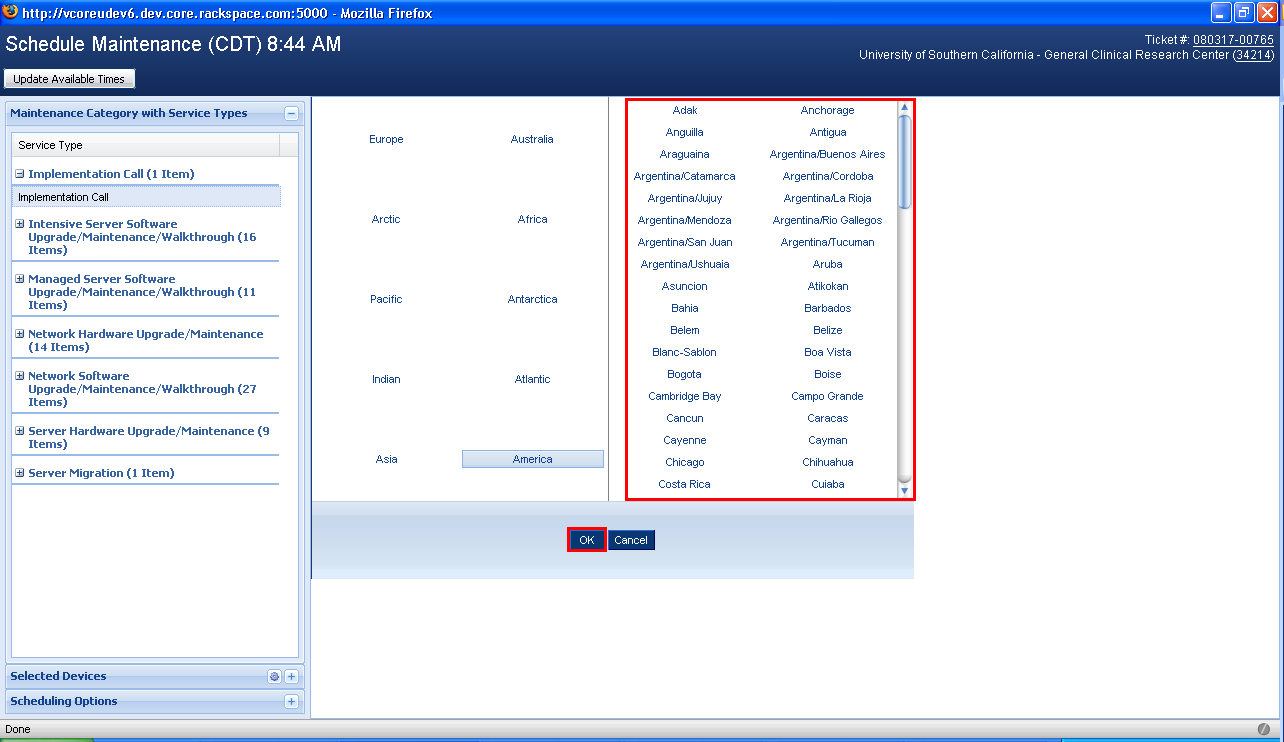 http://vcoreudev6.dev.core.rackspace.com:5000 - Mozilla Firefox
Schedule Maintenance (CDT) 8:44 AM
Ticket #: 080317-00765
University of Southern California - General Clinical Research Center (34214)
Update Available Times
Maintenance Category with Service Types
Service Type
Implementation Call (1 Item)
Implementation Call
Intensive Server Software
Upgrade/Maintenance/Walkthrough (16
Items)
Managed Server Software
Upgrade/Maintenance/Walkthrough (11
Items)
Network Hardware Upgrade/Maintenance
(14 Items)
Network Software
Upgrade/Maintenance/Walkthrough (27
Items)
Server Hardware Upgrade/Maintenance (9
Items)
Server Migration (1 Item)
Selected Devices
Scheduling Options
Europe Australia
Arctic Africa
Pacific Antarctica
Indian Atlantic
Asia America
Adak Anchorage
Anguilla Antigua
Araguaina Argentina/Buenos Aires
Argentina/Catamarca Argentina/Cordoba
Argentina/Jujuy Argentina/La Rioja
Argentina/Mendoza Argentina/Rio Gallegos
Argentina/San Juan Argentina/Tucuman
Argentina/Ushuaia Aruba
Asuncion Atikokan
Bahia Barbados
Belem Belize
Blanc-Sablon Boa Vista
Bogota Boise
Cambridge Bay Campo Grande
Cancun Caracas
Cayenne Cayman
Chicago Chihuahua
Costa Rica Cuiaba
OK Cancel
Done